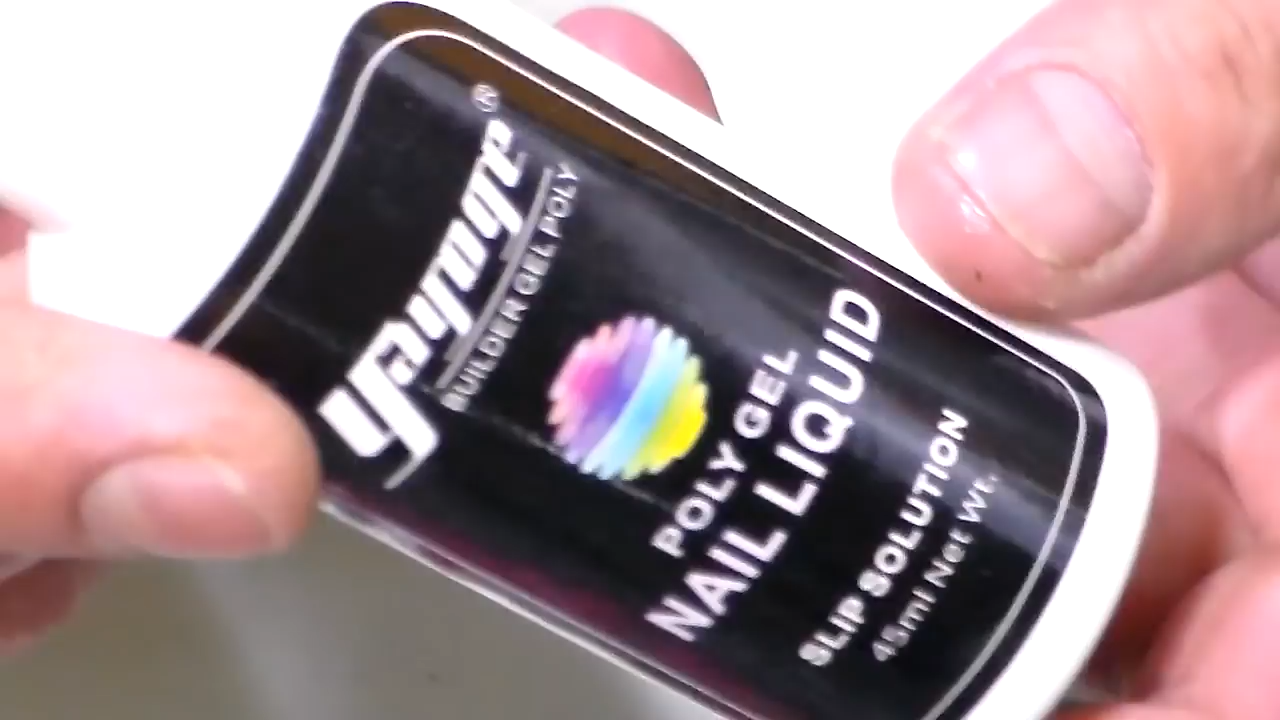 ®
BUILDER GEL POLY
POLY GEL
NAIL LIQUID
SLIP SOLUTION
45ml Net Wt.